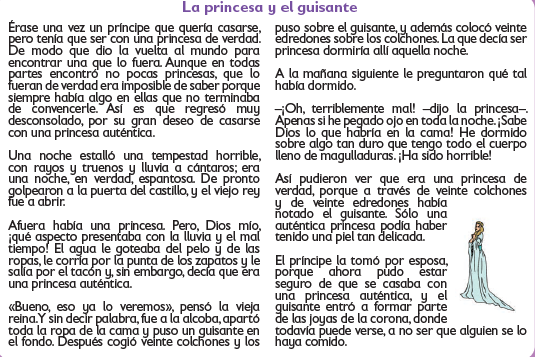 La princesa y el guisante
Érase una vez un príncipe que quería casarse,
pero tenía que ser con una princesa de verdad.
De modo que dio la vuelta al mundo para
encontrar una que lo fuera. Aunque en todas
partes encontró no pocas princesas, que lo
fueran de verdad era imposible de saber porque
siempre había algo en ellas que no terminaba
de convencerle. Así es que regresó muy
desconsolado, por su gran deseo de casarse
con una princesa auténtica.
Una noche estalló una tempestad horrible,
con rayos y truenos y lluvia a cántaros; era
una noche, en verdad, espantosa. De pronto
golpearon a la puerta del castillo, y el viejo rey
fue a abrir.
Afuera había una princesa. Pero, Dios mío,
¡qué aspecto presentaba con la lluvia y el mal
tiempo! El agua le goteaba del pelo y de las
ropas, le corría por la punta de los zapatos y le
salía por el tacón y, sin embargo, decía que era
una princesa auténtica.
«Bueno, eso ya lo veremos», pensó la vieja
reina. Y sin decir palabra, fue a la alcoba, apartó
toda la ropa de la cama y puso un guisante en
el fondo. Después cogió veinte colchones y los
puso sobre el guisante, y además colocó veinte
edredones sobre los colchones. La que decía ser
princesa dormiría allí aquella noche.
A la mañana siguiente le preguntaron qué tal
había dormido.
–¡Oh, terriblemente mal! –dijo la princesa–.
Apenas si he pegado ojo en toda la noche. ¡Sabe
Dios lo que habría en la cama! He dormido
sobre algo tan duro que tengo todo el cuerpo
lleno de magulladuras. ¡Ha sido horrible!
Así pudieron ver que era una princesa de
verdad, porque a través de veinte colchones
y de veinte edredones había
notado el guisante. Sólo una
auténtica princesa podía haber
tenido una piel tan delicada.
El príncipe la tomó por esposa,
porque ahora pudo estar
seguro de que se casaba con
una princesa auténtica, y el
guisante entró a formar parte
de las joyas de la corona, donde
todavía puede verse, a no ser que alguien se lo
haya comido.